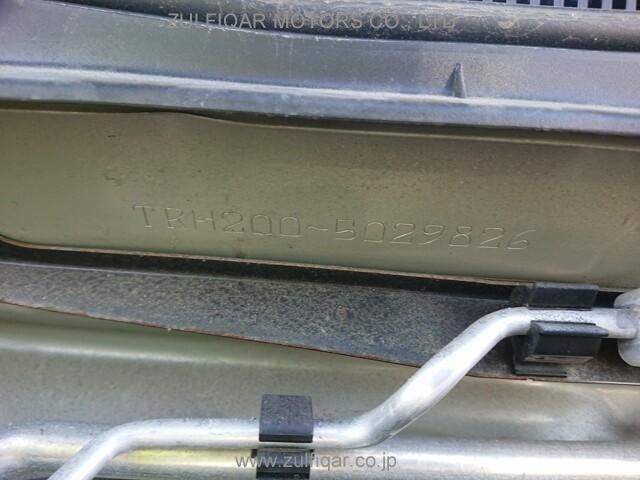 ZULFIQAR MOTORS CO., LTD
TRH200-5029826
www.zulfiqar.co.jp